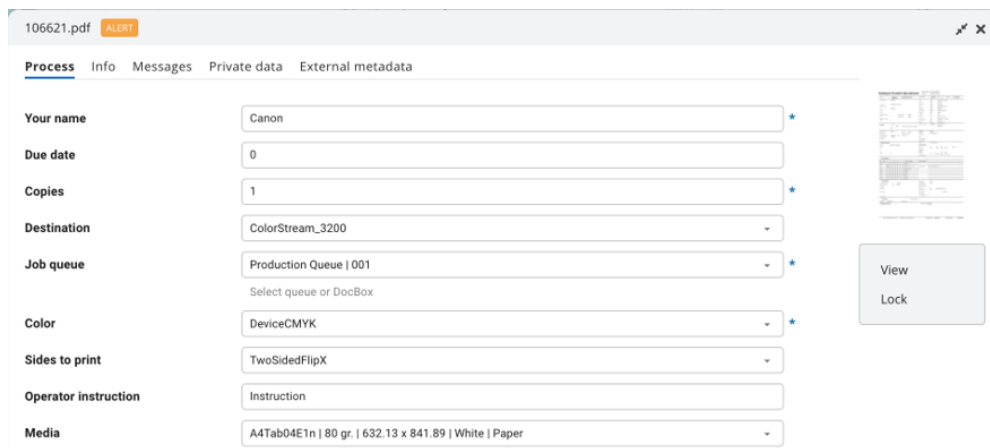 106621.pdf ALERT
Process Info Messages Private data External metadata
Your name Canon *
Due date 0
Copies 1 *
Destination ColorStream_3200
Job queue Production Queue | 001 *
Select queue or DocBox
Color DeviceCMYK *
Sides to print TwoSidedFlipX
Operator instruction Instruction
Media A4Tab04E1n | 80 gr. | 632.13 x 841.89 | White | Paper
View
Lock